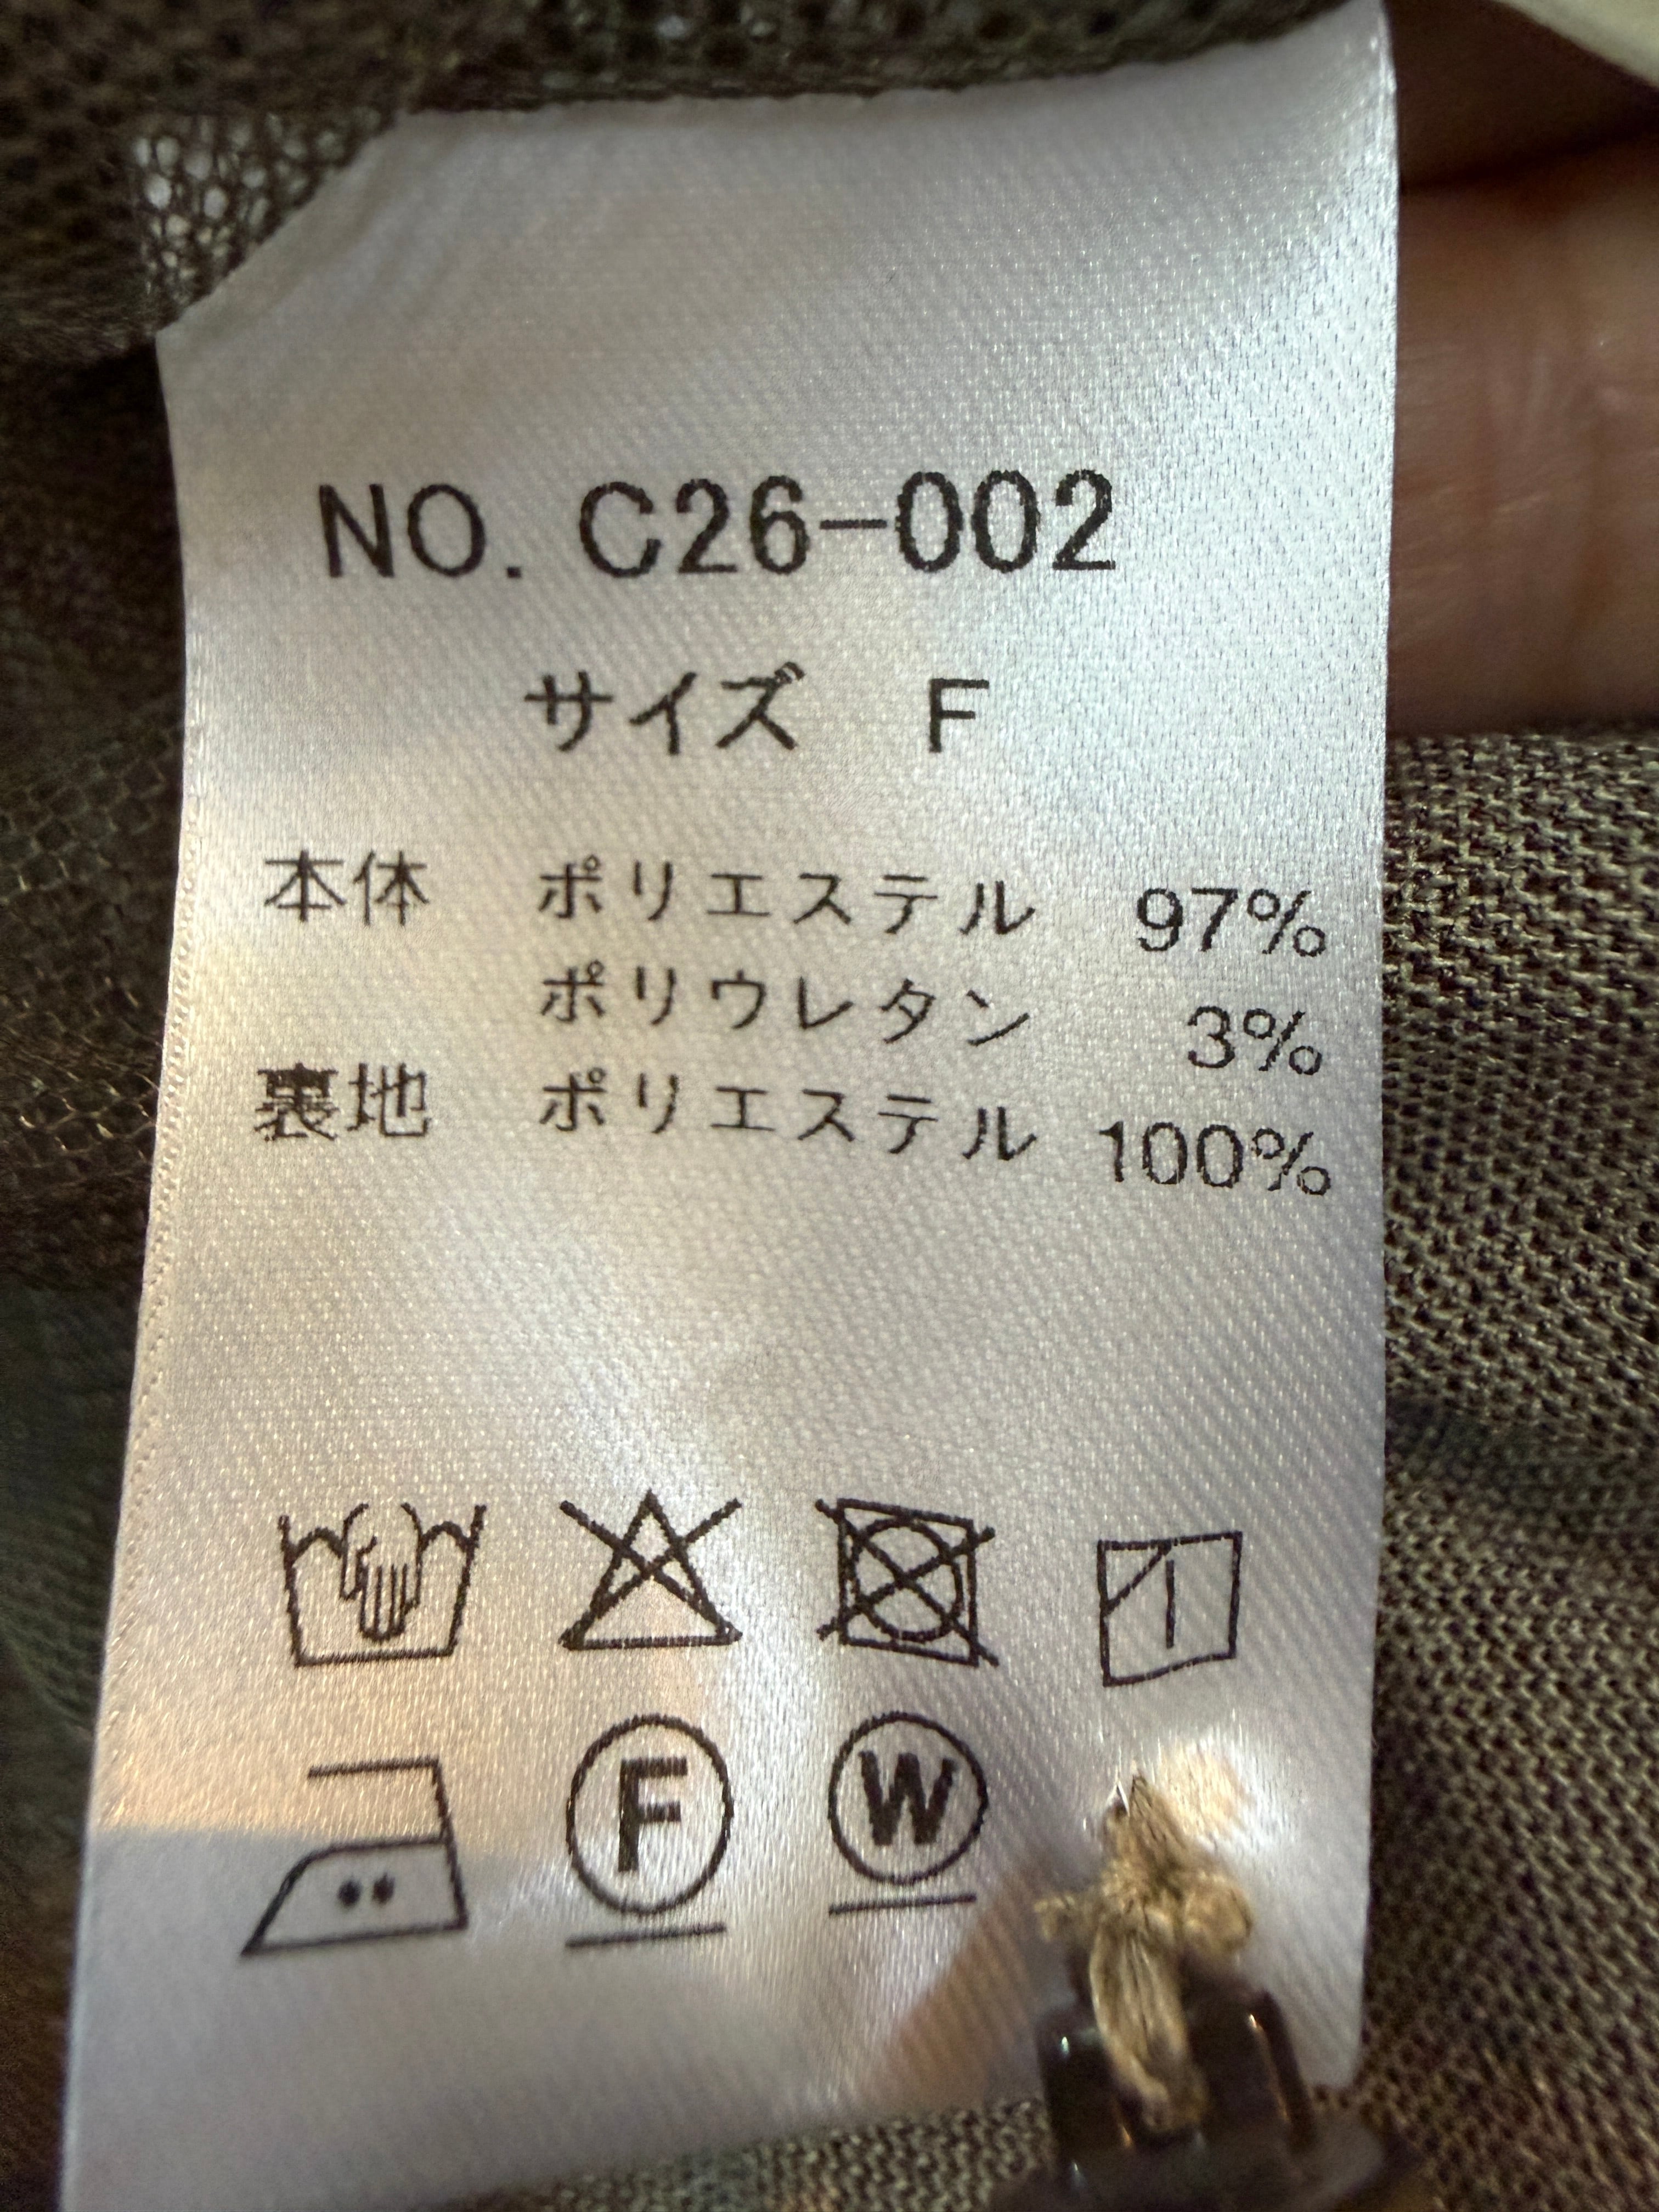 NO. C26-002
サイズ F
本体 ポリエステル 97%
ポリウレタン 3%
裏地 ポリエステル 100%
F W